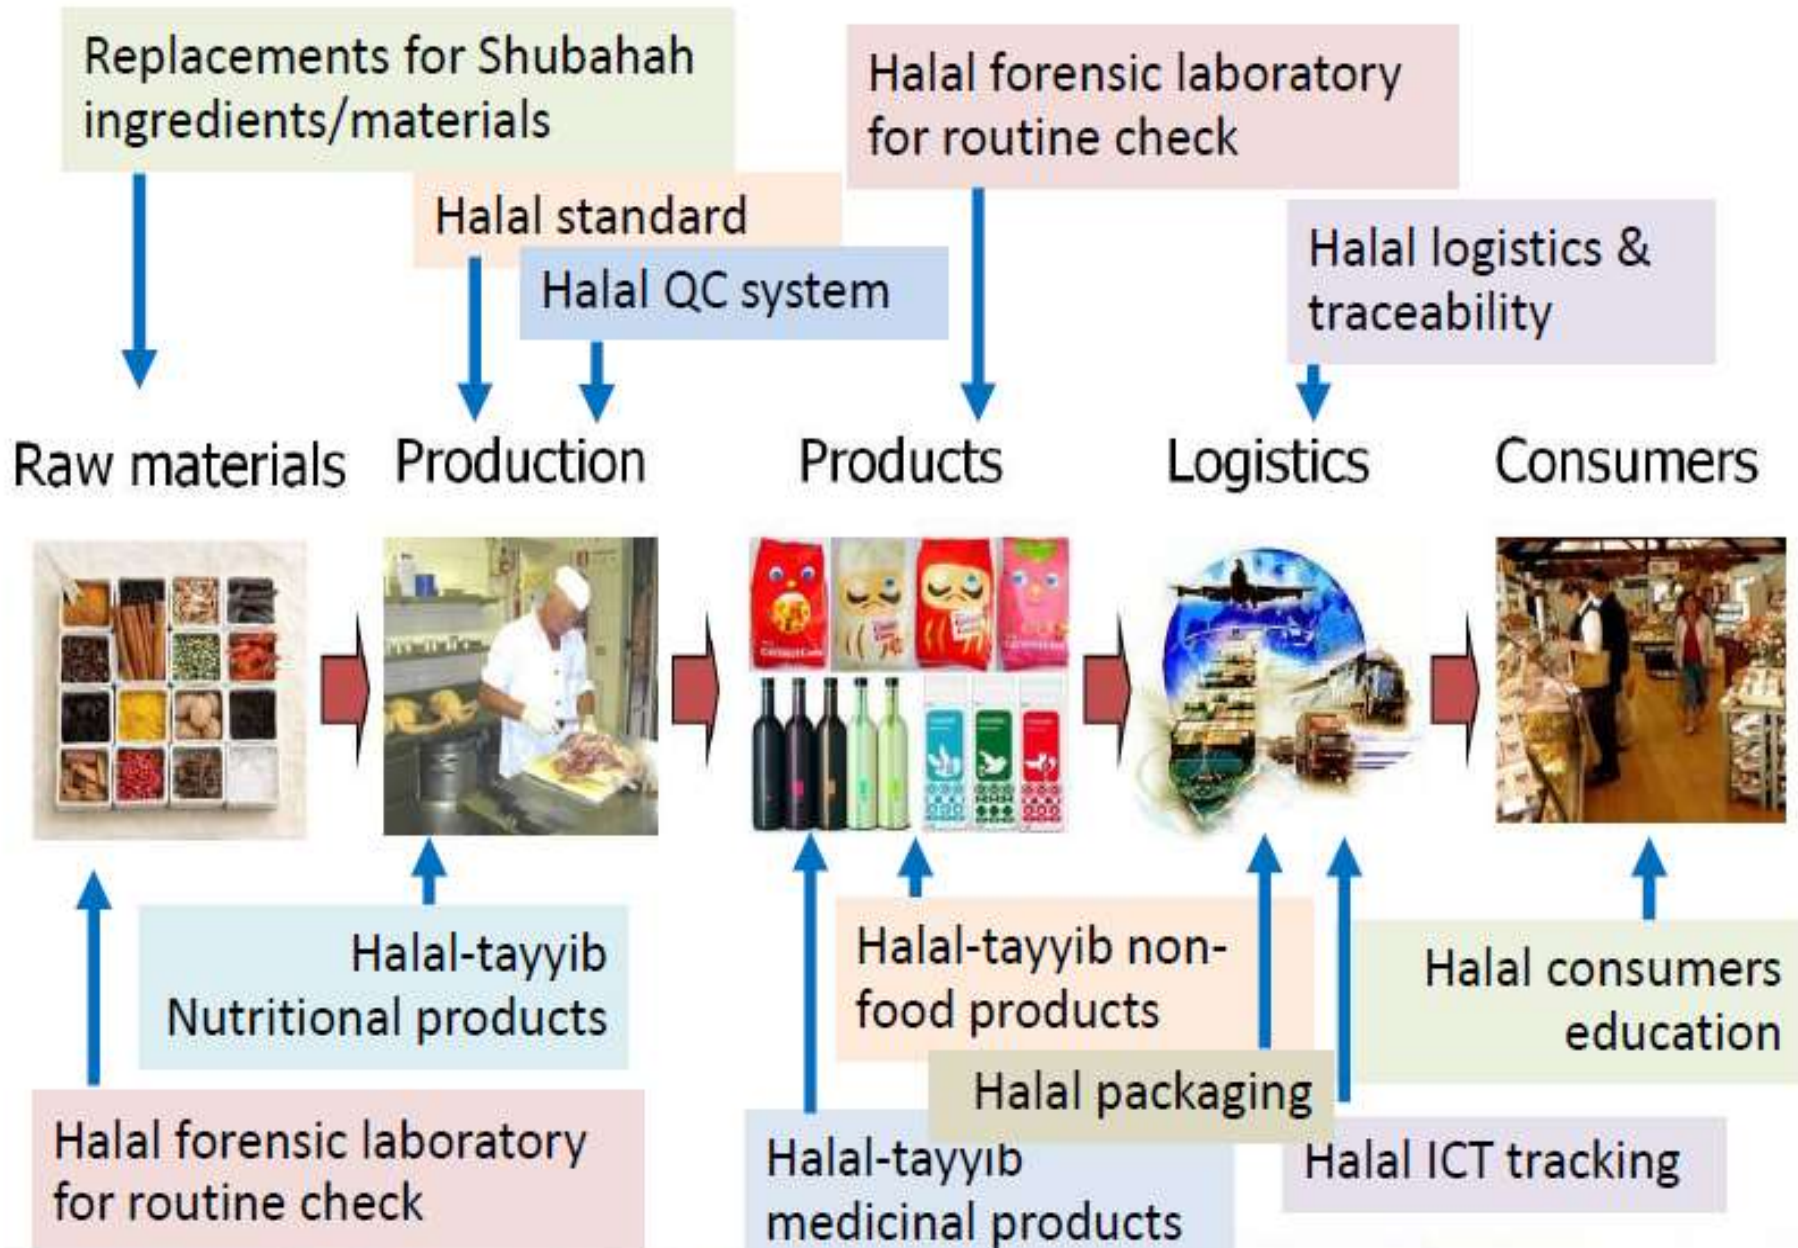 Replacements for Shubahah
ingredients/materials
Halal forensic laboratory
for routine check
Halal standard
Halal QC system
Halal logistics &
traceability
Raw materials
Production
Products
Logistics
Consumers
Halal-tayyib
Nutritional products
Halal-tayyib non-
food products
Halal consumers
education
Halal packaging
Halal forensic laboratory
for routine check
Halal-tayyib
medicinal products
Halal ICT tracking